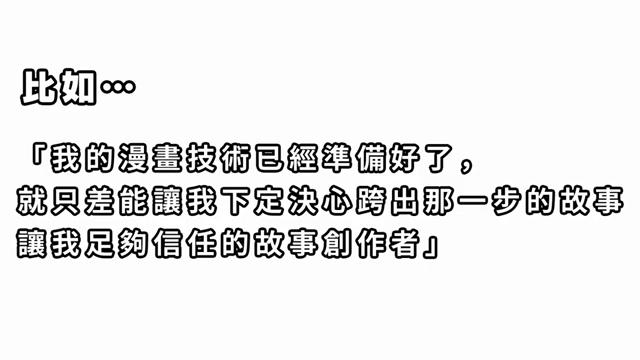 比如…
「我的漫畫技術已經準備好了，
就只差能讓我下定決心跨出那一步的故事
讓我足夠信任的故事創作者」